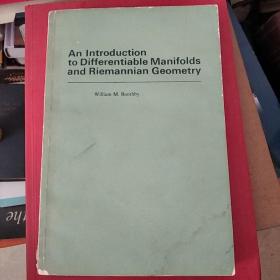 An Introduction
to Differentiable Manifolds
and Riemannian Geometry
William M. Boothby
the